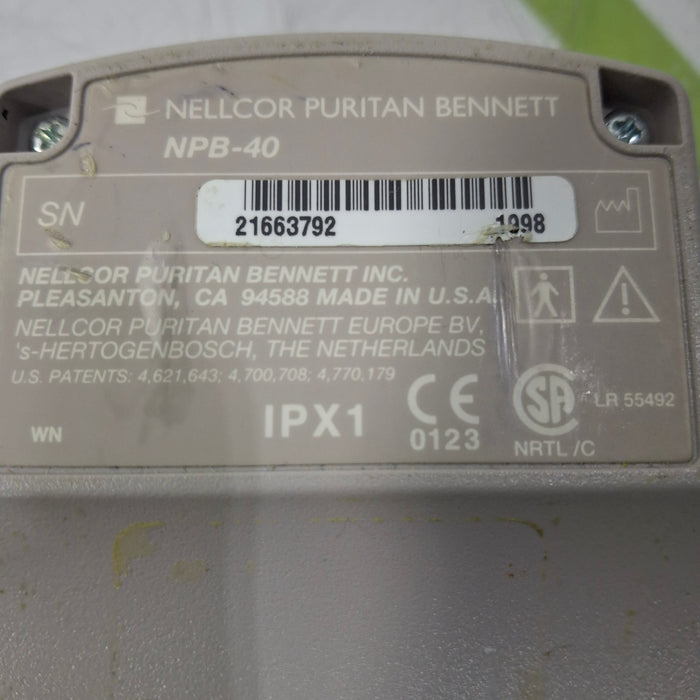 NELLCOR PURITAN BENNETT
NPB-40
SN
21663792 1998
NELLCOR PURITAN BENNETT INC.
PLEASANTON, CA 94588 MADE IN U.S.A.
NELLCOR PURITAN BENNETT EUROPE BV,
's-HERTOGENBOSCH, THE NETHERLANDS
U.S. PATENTS: 4,621,643; 4,700,708; 4,770,179
WN
IPX1
CE
0123
SA
NRTL /C
LR 55492